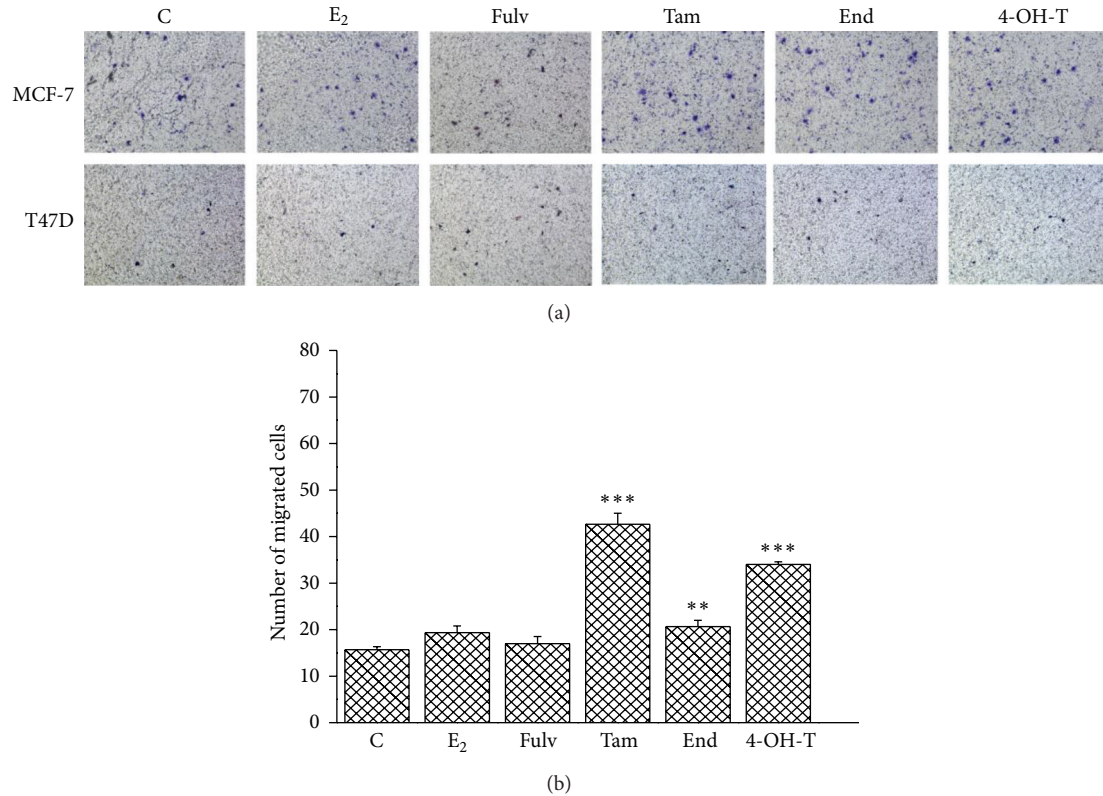 C E₂ Fulv Tam End 4-OH-T
MCF-7
T47D
(a)
80
70
60
50
40
30
20
10
0
Number of migrated cells
***
**
***
C E₂ Fulv Tam End 4-OH-T
(b)